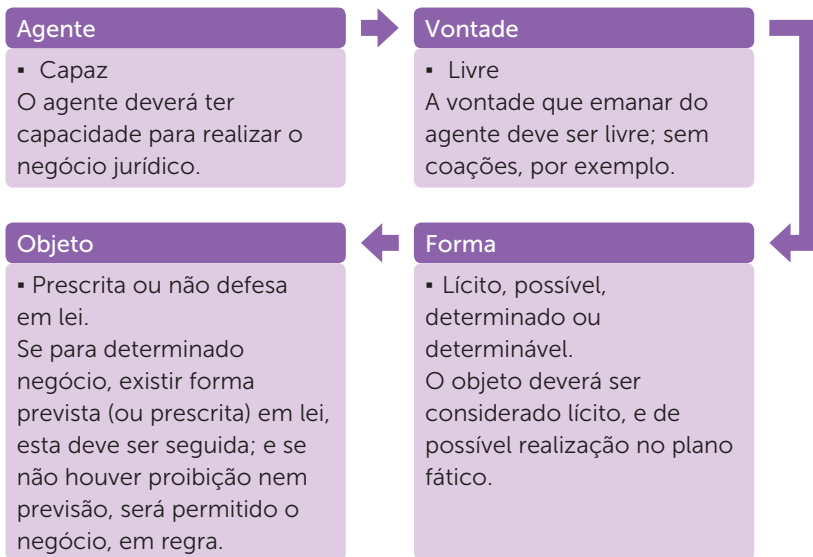 Agente
▪ Capaz
O agente deverá ter
capacidade para realizar o
negócio jurídico.
Vontade
▪ Livre
A vontade que emanar do
agente deve ser livre; sem
coações, por exemplo.
Objeto
▪ Prescrita ou não defesa
em lei.
Se para determinado
negócio, existir forma
prevista (ou prescrita) em lei,
esta deve ser seguida; e se
não houver proibição nem
previsão, será permitido o
negócio, em regra.
Forma
▪ Lícito, possível,
determinado ou
determinável.
O objeto deverá ser
considerado lícito, e de
possível realização no plano
fático.